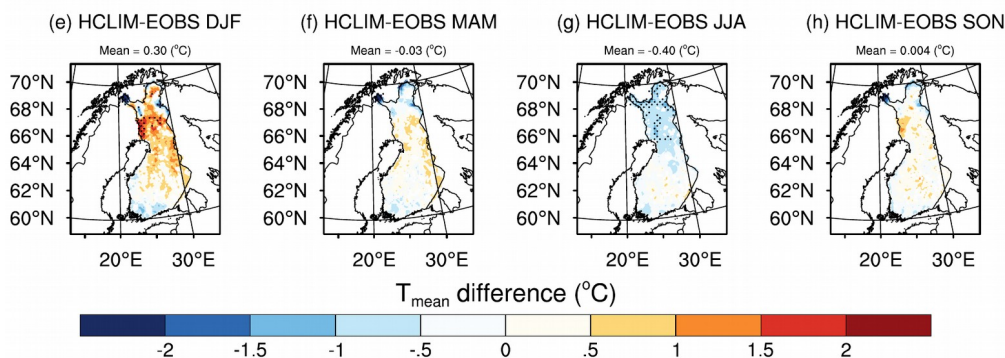 (e) HCLIM-EOBS DJF (f) HCLIM-EOBS MAM (g) HCLIM-EOBS JJA (h) HCLIM-EOBS SON
Mean = 0.30 (°C) Mean = -0.03 (°C) Mean = -0.40 (°C) Mean = 0.004 (°C)
70°N 70°N 70°N 70°N
68°N 68°N 68°N 68°N
66°N 66°N 66°N 66°N
64°N 64°N 64°N 64°N
62°N 62°N 62°N 62°N
60°N 60°N 60°N 60°N
20°E 30°E 20°E 30°E 20°E 30°E 20°E 30°E
Tmean difference (°C)
-2 -1.5 -1 -.5 0 .5 1 1.5 2